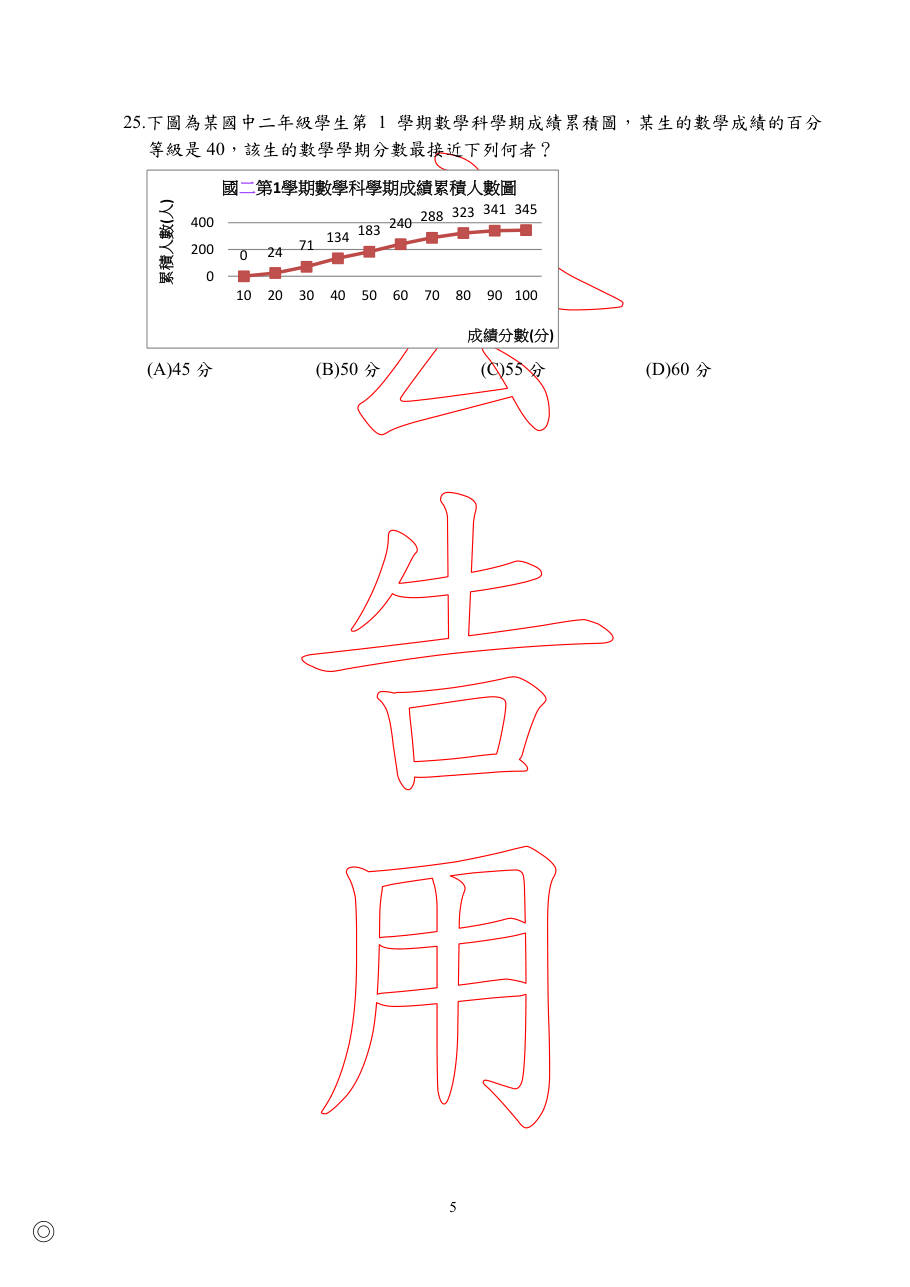 25.下圖為某國中二年級學生第 1 學期數學科學期成績累積圖,某生的數學成績的百分
等級是 40,該生的數學學期分數最接近下列何者?
國二第1學期數學科學期成績累積人數圖
累積人數(人)
400
200
0
0 24 71 134 183 240 288 323 341 345
10 20 30 40 50 60 70 80 90 100
成績分數(分)
(A)45 分 (B)50 分 (C)55 分 (D)60 分
公
告
用
5